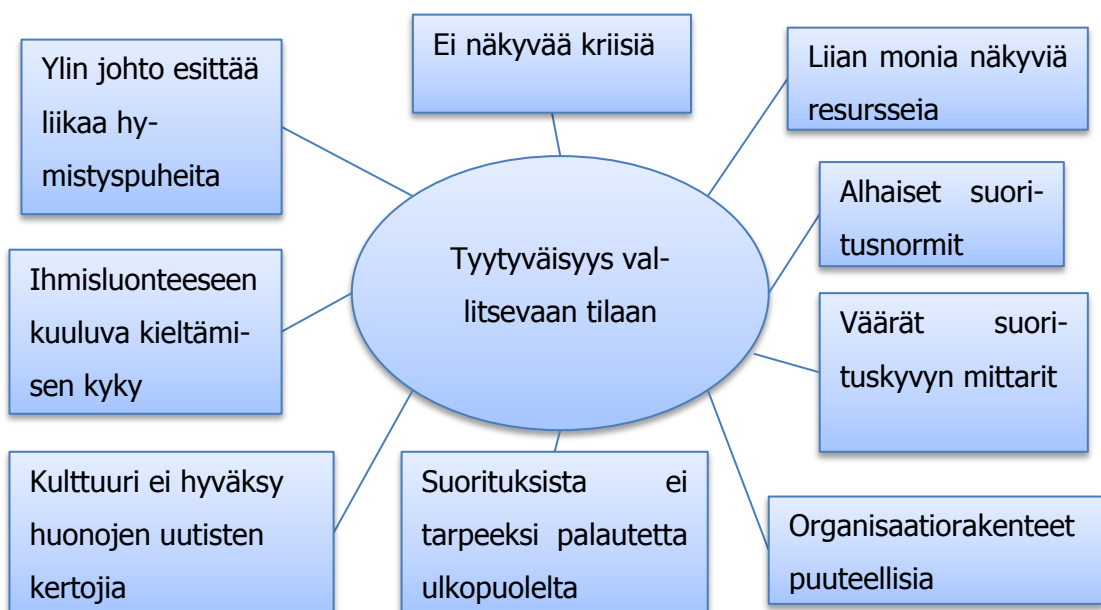 Ei näkyvää kriisiä
Ylin johto esittää
liikaa hy-
mistyspuheita
Liian monia näkyviä
resursseja
Alhaiset suori-
tusnormit
Tyytyväisyys val-
litsevaan tilaan
Ihmisluonteeseen
kuuluva kieltämi-
sen kyky
Väärät suori-
tuskyvyn mittarit
Kulttuuri ei hyväksy
huonojen uutisten
kertojia
Suorituksista ei
tarpeeksi palautetta
ulkopuolelta
Organisaatiorakenteet
puuteellisia